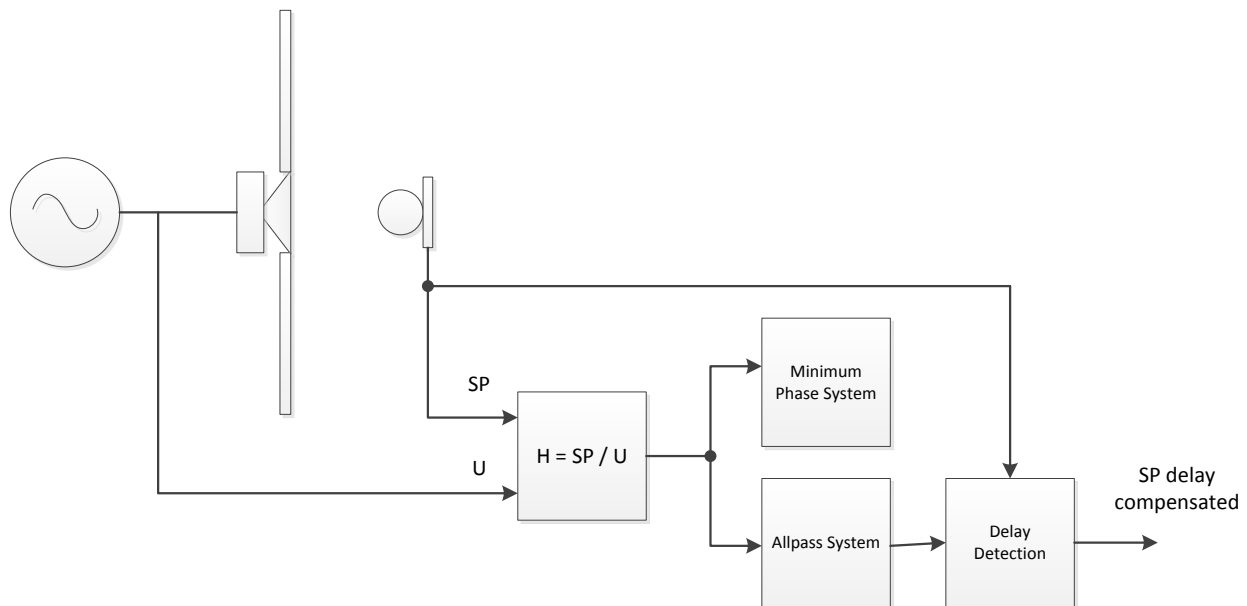 SP
U
H = SP / U
Minimum
Phase System
Allpass System
Delay
Detection
SP delay
compensated